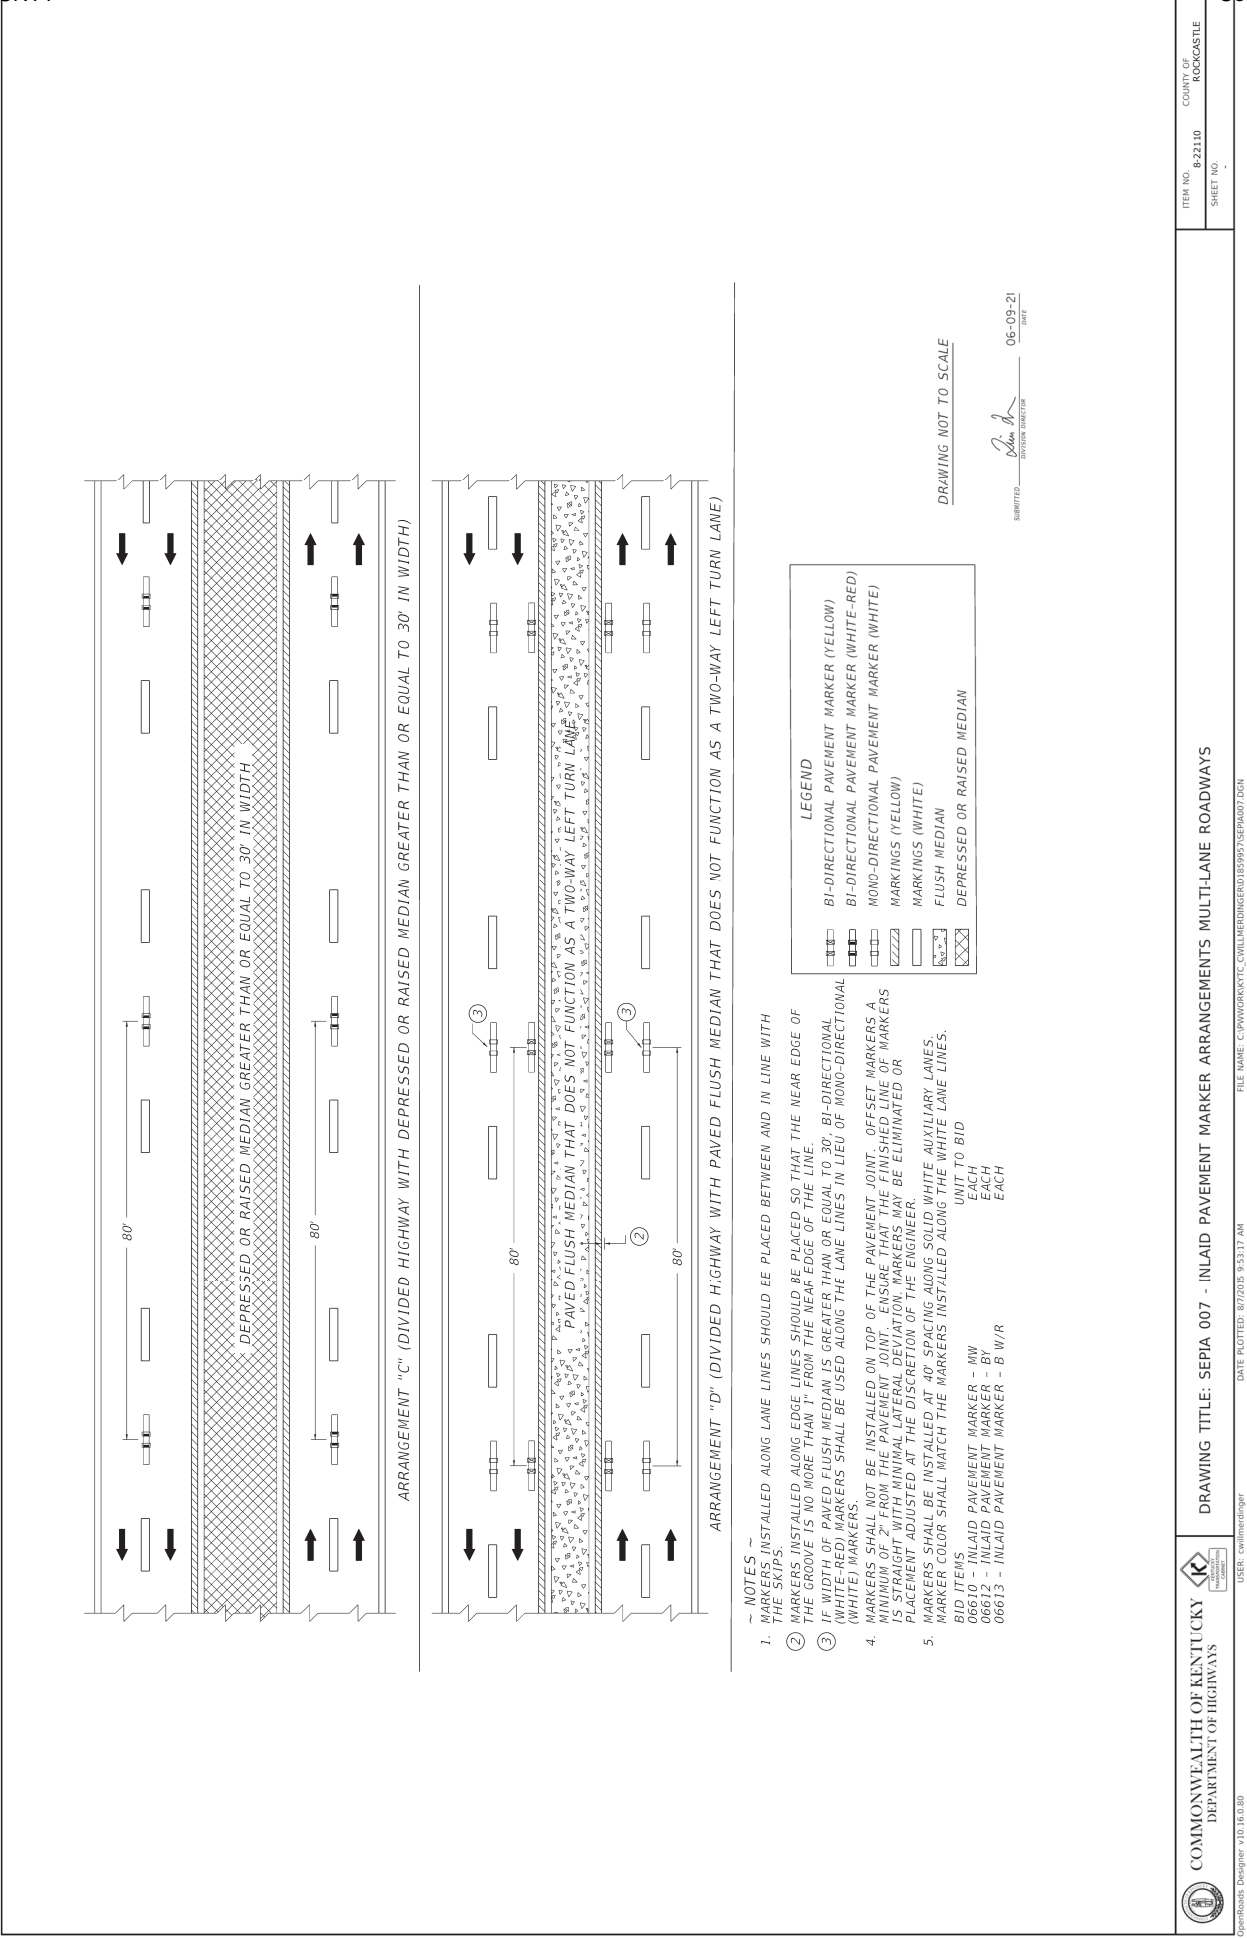 80'
DEPRESSED OR RAISED MEDIAN GREATER THAN OR EQUAL TO 30' IN WIDTH
80'
ARRANGEMENT "C" (DIVIDED HIGHWAY WITH DEPRESSED OR RAISED MEDIAN GREATER THAN OR EQUAL TO 30' IN WIDTH)
3
80'
PAVED FLUSH MEDIAN THAT DOES NOT FUNCTION AS A TWO-WAY LEFT TURN LANE
3
2
80'
ARRANGEMENT "D" (DIVIDED HIGHWAY WITH PAVED FLUSH MEDIAN THAT DOES NOT FUNCTION AS A TWO-WAY LEFT TURN LANE)
~ NOTES ~
1. MARKERS INSTALLED ALONG LANE LINES SHOULD BE PLACED BETWEEN AND IN LINE WITH
THE SKIPS.
2 MARKERS INSTALLED ALONG EDGE LINES SHOULD BE PLACED SO THAT THE NEAR EDGE OF
THE GROOVE IS NO MORE THAN 1" FROM THE NEAR EDGE OF THE LINE.
3 IF WIDTH OF PAVED FLUSH MEDIAN IS GREATER THAN OR EQUAL TO 30', BI-DIRECTIONAL
(WHITE-RED) MARKERS SHALL BE USED ALONG THE LANE LINES IN LIEU OF MONO-DIRECTIONAL
(WHITE) MARKERS.
4. MARKERS SHALL NOT BE INSTALLED ON TOP OF THE PAVEMENT JOINT. OFFSET MARKERS A
MINIMUM OF 2" FROM THE PAVEMENT JOINT. ENSURE THAT THE FINISHED LINE OF MARKERS
IS STRAIGHT WITH MINIMAL LATERAL DEVIATION. MARKERS MAY BE ELIMINATED OR
PLACEMENT ADJUSTED AT THE DISCRETION OF THE ENGINEER.
5. MARKERS SHALL BE INSTALLED AT 40' SPACING ALONG SOLID WHITE AUXILIARY LANES.
MARKER COLOR SHALL MATCH THE MARKERS INSTALLED ALONG THE WHITE LANE LINES.
BID ITEMS UNIT TO BID
06610 - INLAID PAVEMENT MARKER - MW EACH
06612 - INLAID PAVEMENT MARKER - BY EACH
06613 - INLAID PAVEMENT MARKER - B W/R EACH
LEGEND
BI-DIRECTIONAL PAVEMENT MARKER (YELLOW)
BI-DIRECTIONAL PAVEMENT MARKER (WHITE-RED)
MONO-DIRECTIONAL PAVEMENT MARKER (WHITE)
MARKINGS (YELLOW)
MARKINGS (WHITE)
FLUSH MEDIAN
DEPRESSED OR RAISED MEDIAN
DRAWING NOT TO SCALE
SUBMITTED 06-09-21
DIVISION DIRECTOR DATE
COMMONWEALTH OF KENTUCKY
DEPARTMENT OF HIGHWAYS
KENTUCKY
TRANSPORTATION
CABINET
DRAWING TITLE: SEPIA 007 - INLAID PAVEMENT MARKER ARRANGEMENTS MULTI-LANE ROADWAYS
ITEM NO.
8-22110
COUNTY OF
ROCKCASTLE
SHEET NO.
-
OpenRoads Designer v10.16.0.80
USER: cwillmerdinger
DATE PLOTTED: 8/7/2015 9:53:17 AM
FILE NAME: C:\PWWORK\KYTC_CWILLMERDINGER\D1859957\SEPIA007.DGN